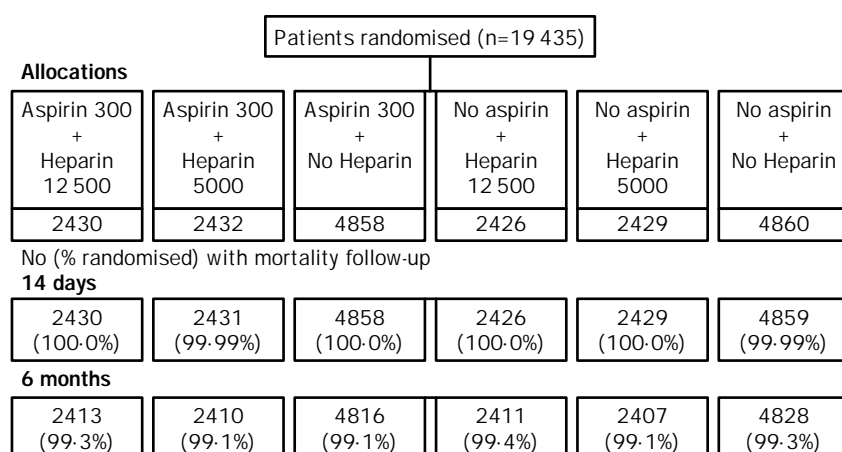 Patients randomised (n=19 435)
Allocations
Aspirin 300
+
Heparin
12 500
2430
Aspirin 300
+
Heparin
5000
2432
Aspirin 300
+
No Heparin
4858
No aspirin
+
Heparin
12 500
2426
No aspirin
+
Heparin
5000
2429
No aspirin
+
No Heparin
4860
No (% randomised) with mortality follow-up
14 days
2430
(100·0%)
2431
(99·99%)
4858
(100·0%)
2426
(100·0%)
2429
(100·0%)
4859
(99·99%)
6 months
2413
(99·3%)
2410
(99·1%)
4816
(99·1%)
2411
(99·4%)
2407
(99·1%)
4828
(99·3%)